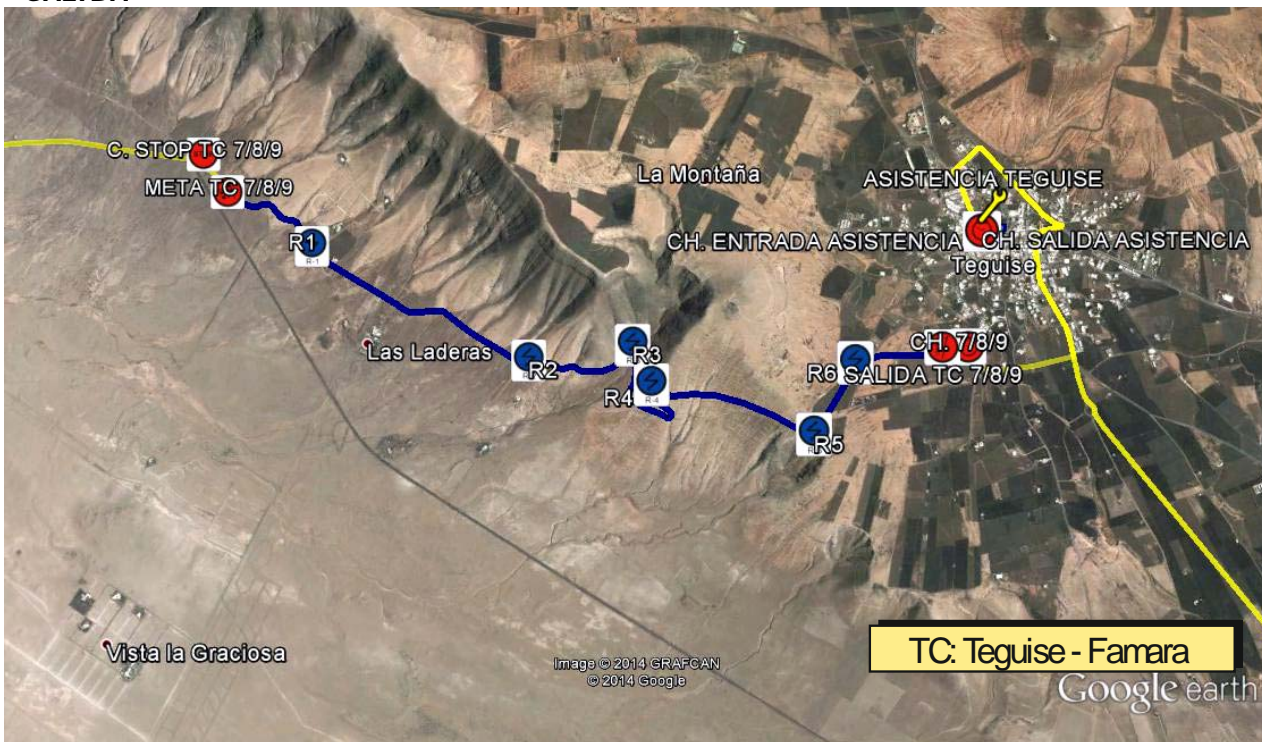 C. STOP TC 7/8/9
META TC 7/8/9
La Montaña
ASISTENCIA TEGUISE
CH. ENTRADA ASISTENCIA
CH. SALIDA ASISTENCIA
Teguise
R1
R-1
Las Laderas
R2
R3
R4
R-4
R5
R6
CH. 7/8/9
SALIDA TC 7/8/9
Vista la Graciosa
Image © 2014 GRAFCAN
© 2014 Google
TC: Teguise - Famara
Google earth